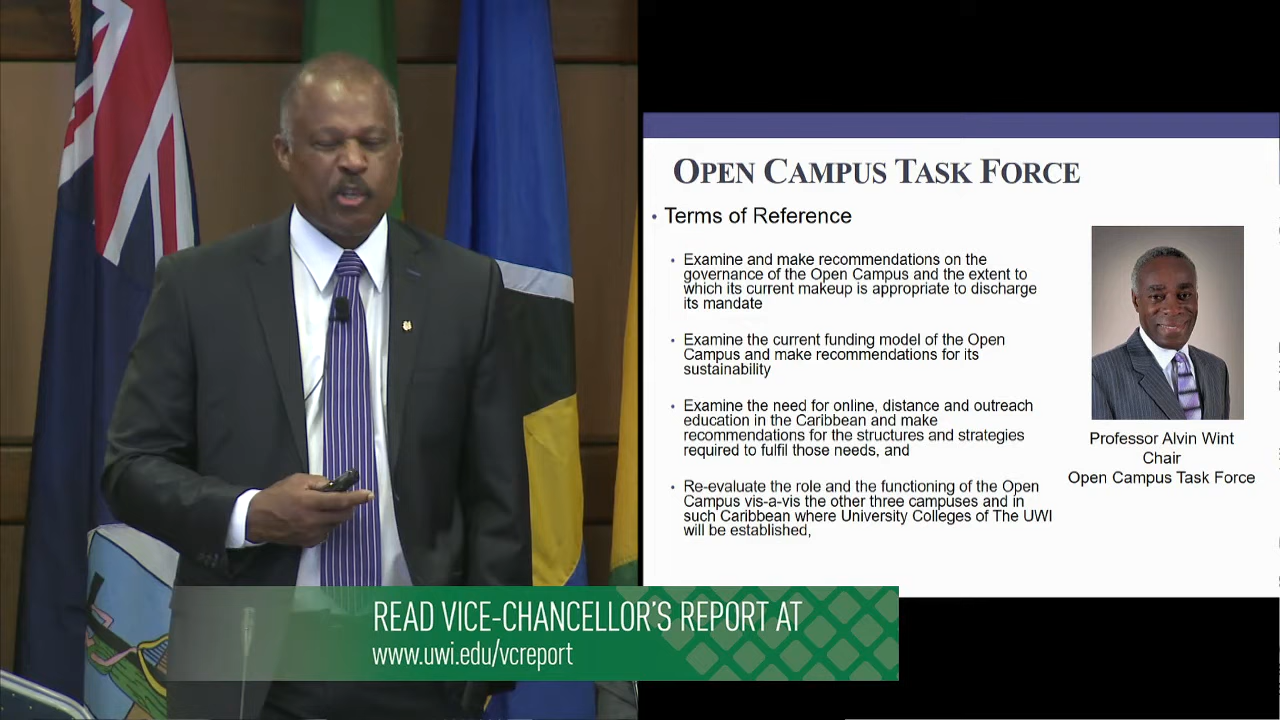 OPEN CAMPUS TASK FORCE
• Terms of Reference
• Examine and make recommendations on the
governance of the Open Campus and the extent to
which its current makeup is appropriate to discharge
its mandate
• Examine the current funding model of the Open
Campus and make recommendations for its
sustainability
• Examine the need for online, distance and outreach
education in the Caribbean and make
recommendations for the structures and strategies
required to fulfil those needs, and
• Re-evaluate the role and the functioning of the Open
Campus vis-a-vis the other three campuses and in
such Caribbean where University Colleges of The UWI
will be established,
Professor Alvin Wint
Chair
Open Campus Task Force
READ VICE-CHANCELLOR'S REPORT AT
www.uwi.edu/vcreport